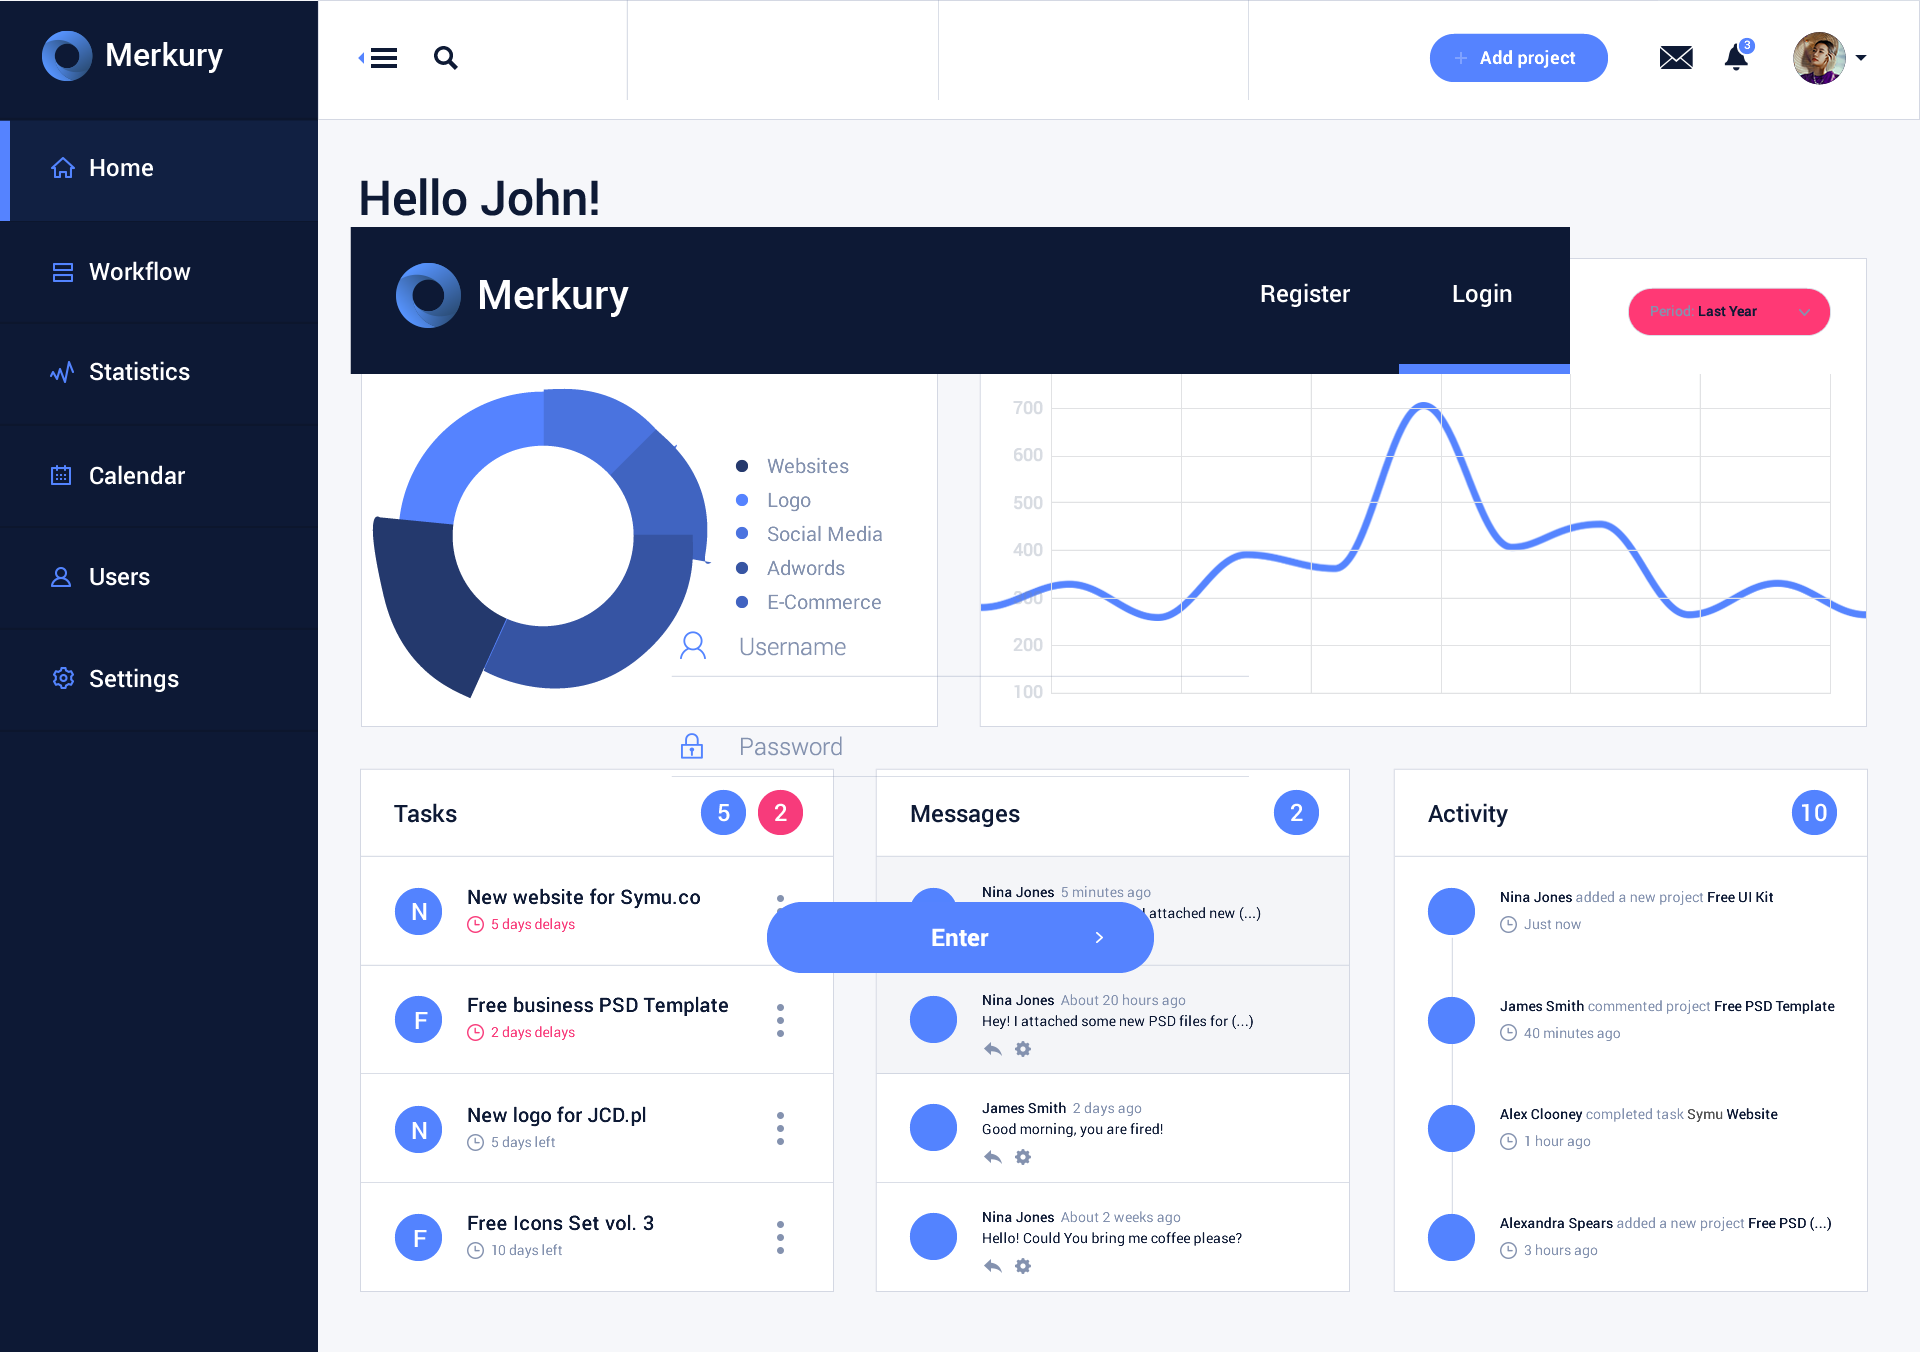 Merkury
Add project
3
Home
Workflow
Statistics
Calendar
Users
Settings
Hello John!
Merkury
Register
Login
Period: Last Year
Websites
Logo
Social Media
Adwords
E-Commerce
700
600
500
400
300
200
100
Username
Password
Tasks
5
2
N
New website for Symu.co
5 days delays
F
Free business PSD Template
2 days delays
N
New logo for JCD.pl
5 days left
F
Free Icons Set vol. 3
10 days left
Messages
2
Nina Jones 5 minutes ago
attached new (...)
Enter
Nina Jones About 20 hours ago
Hey! I attached some new PSD files for (...)
James Smith 2 days ago
Good morning, you are fired!
Nina Jones About 2 weeks ago
Hello! Could You bring me coffee please?
Activity
10
Nina Jones added a new project Free UI Kit
Just now
James Smith commented project Free PSD Template
40 minutes ago
Alex Clooney completed task Symu Website
1 hour ago
Alexandra Spears added a new project Free PSD (...)
3 hours ago